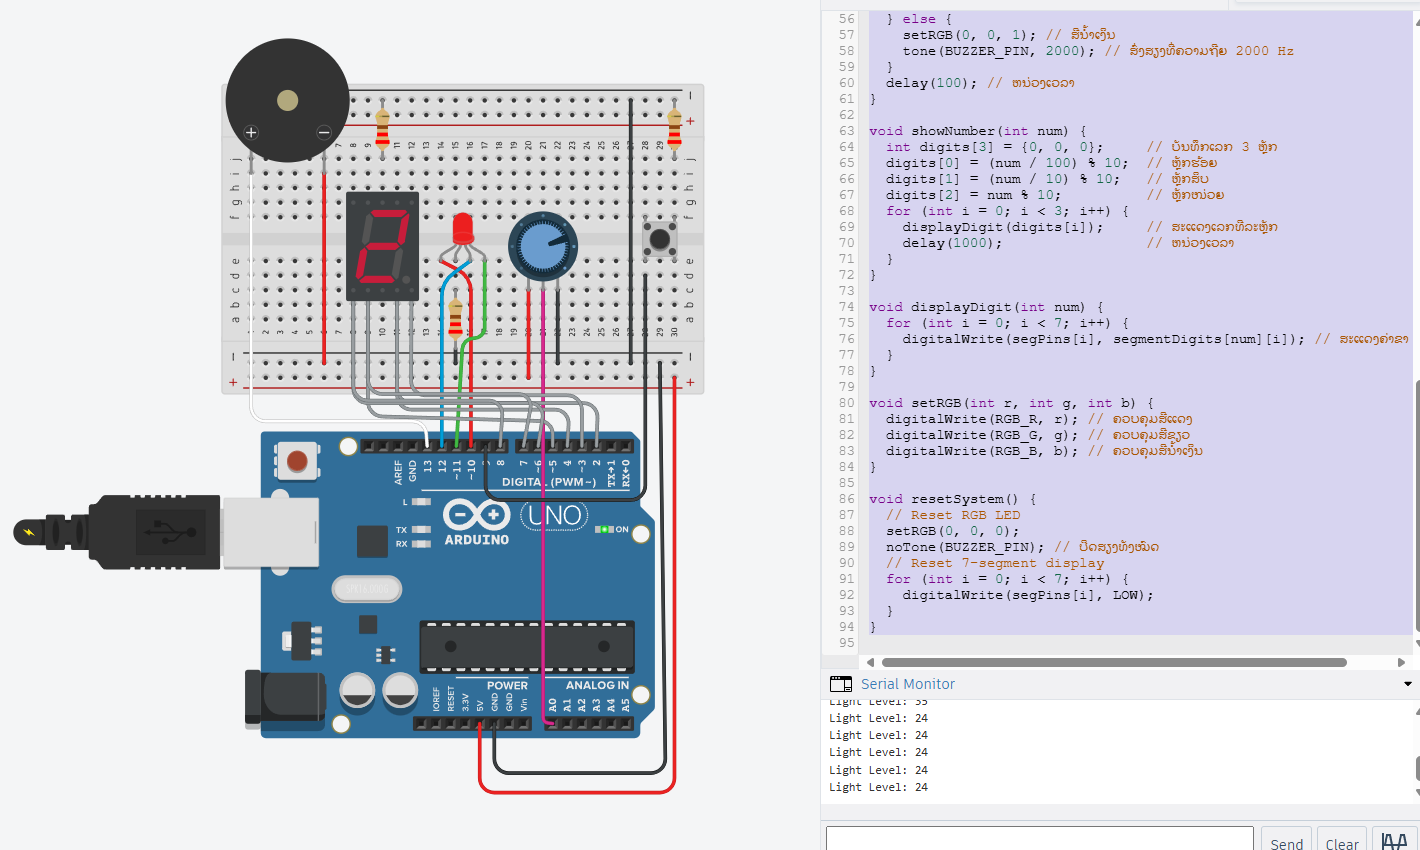 56 } else {
57 setRGB(0, 0, 1); // ສີນ້ຳເງິນ
58 tone(BUZZER_PIN, 2000); // ສົ່ງສຽງທີ່ຄວາມຖີ່ຍ 2000 Hz
59 }
60 delay(100); // ຫນ່ວງເວລາ
61 }
62
63 void showNumber(int num) {
64 int digits[3] = {0, 0, 0}; // ບັນທຶກເລກ 3 ຫຼັກ
65 digits[0] = (num / 100) % 10; // ຫຼັກຮ້ອຍ
66 digits[1] = (num / 10) % 10; // ຫຼັກສິບ
67 digits[2] = num % 10; // ຫຼັກຫນ່ວຍ
68 for (int i = 0; i < 3; i++) {
69 displayDigit(digits[i]); // ສະແດງເລກທີລະຫຼັກ
70 delay(1000); // ຫນ່ວງເວລາ
71 }
72 }
73
74 void displayDigit(int num) {
75 for (int i = 0; i < 7; i++) {
76 digitalWrite(segPins[i], segmentDigits[num][i]); // ສະແດງຄ່າຂາ
77 }
78 }
79
80 void setRGB(int r, int g, int b) {
81 digitalWrite(RGB_R, r); // ຄວບຄຸມສີແດງ
82 digitalWrite(RGB_G, g); // ຄວບຄຸມສີຂຽວ
83 digitalWrite(RGB_B, b); // ຄວບຄຸມສີນ້ຳເງິນ
84 }
85
86 void resetSystem() {
87 // Reset RGB LED
88 setRGB(0, 0, 0);
89 noTone(BUZZER_PIN); // ປິດສຽງທັງໝົດ
90 // Reset 7-segment display
91 for (int i = 0; i < 7; i++) {
92 digitalWrite(segPins[i], LOW);
93 }
94 }
95
Serial Monitor
Light Level: 35
Light Level: 24
Light Level: 24
Light Level: 24
Light Level: 24
Light Level: 24
Send Clear
AREF GND 13 12 ~11 ~10 8 7 ~6 ~5 4 ~3 2 TX→1 RX←0
DIGITAL (PWM~)
L
TX
RX
ARDUINO
UNO
ON
POWER
ANALOG IN
IOREF RESET 3.3V 5V GND GND Vin A0 A1 A2 A3 A4 A5